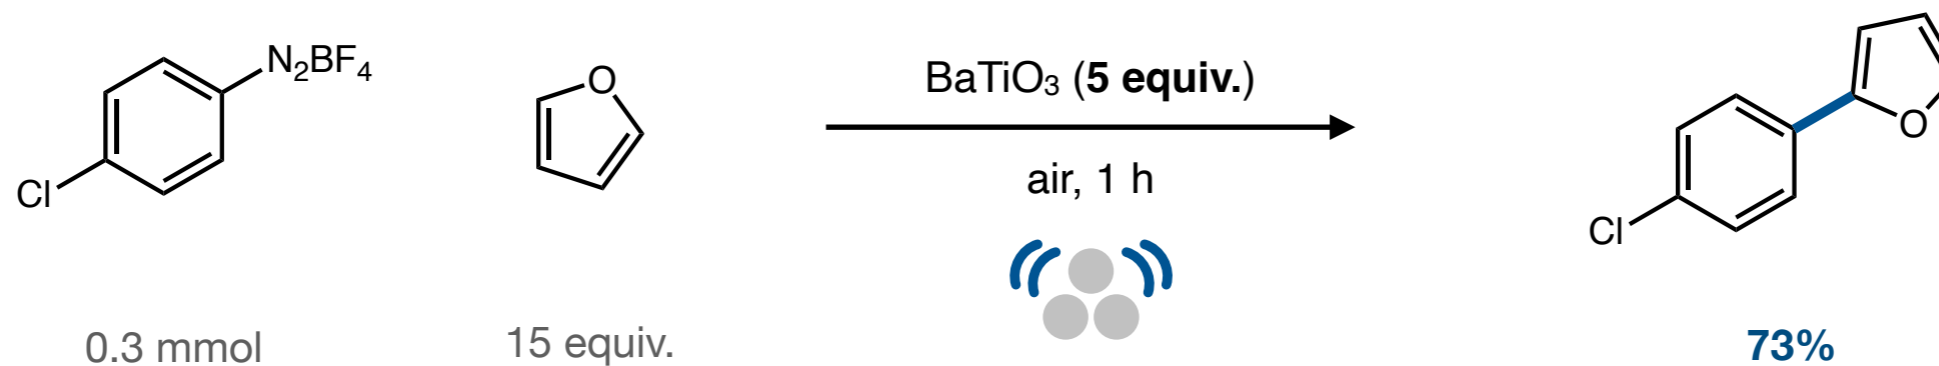 N₂BF₄
Cl
0.3 mmol
O
15 equiv.
BaTiO₃ (5 equiv.)
air, 1 h
O
Cl
73%